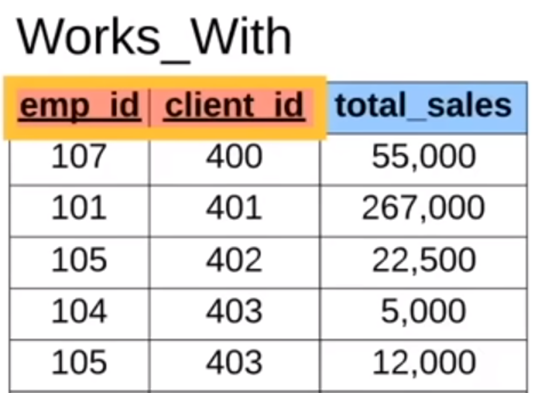 Works_With
emp_id client_id total_sales
107 400 55,000
101 401 267,000
105 402 22,500
104 403 5,000
105 403 12,000